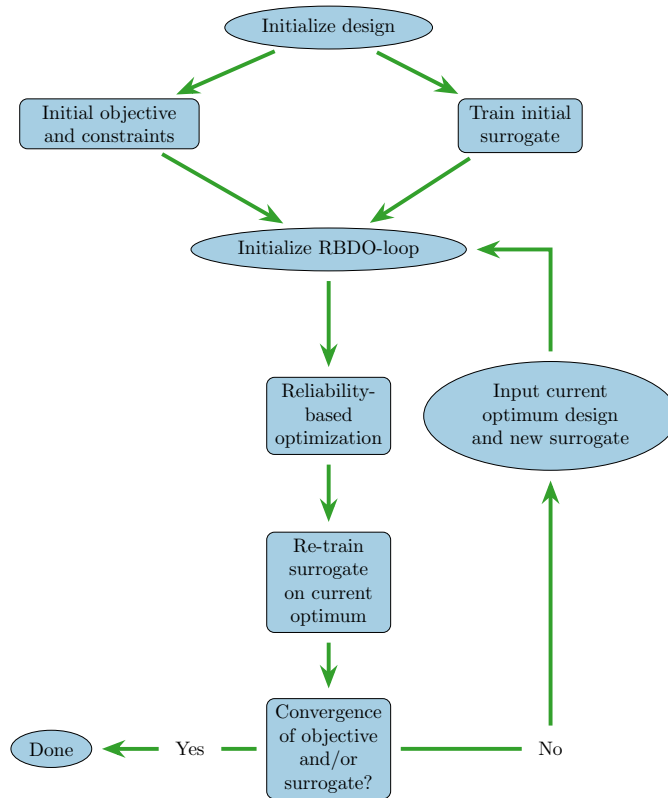 Initialize design
Initial objective
and constraints
Train initial
surrogate
Initialize RBDO-loop
Reliability-
based
optimization
Input current
optimum design
and new surrogate
Re-train
surrogate
on current
optimum
Convergence
of objective
and/or
surrogate?
Done
Yes
No